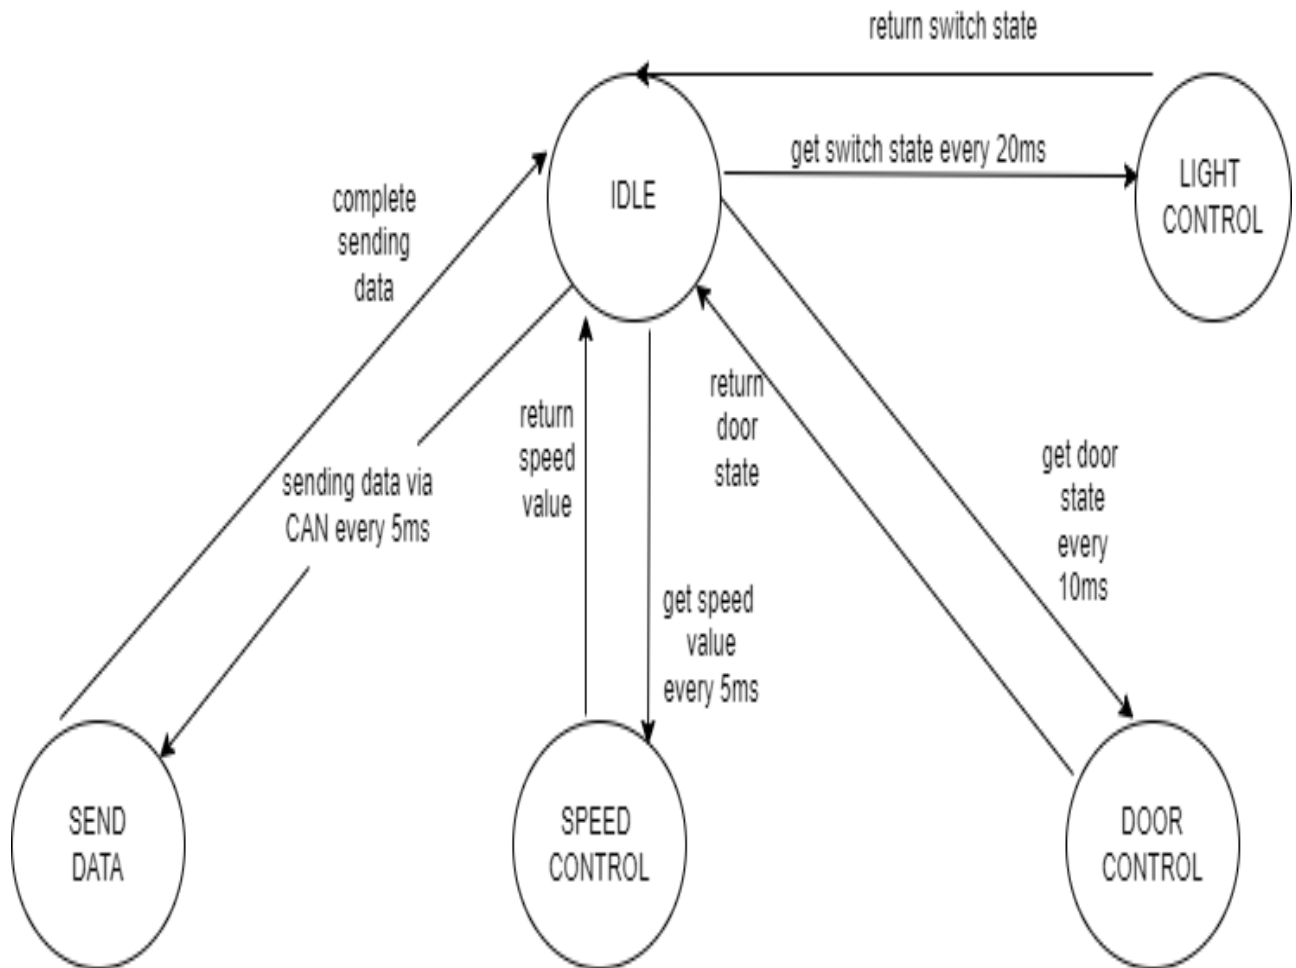 return switch state
get switch state every 20ms
IDLE
LIGHT
CONTROL
complete
sending
data
return
speed
value
return
door
state
get door
state
every
10ms
sending data via
CAN every 5ms
get speed
value
every 5ms
SEND
DATA
SPEED
CONTROL
DOOR
CONTROL